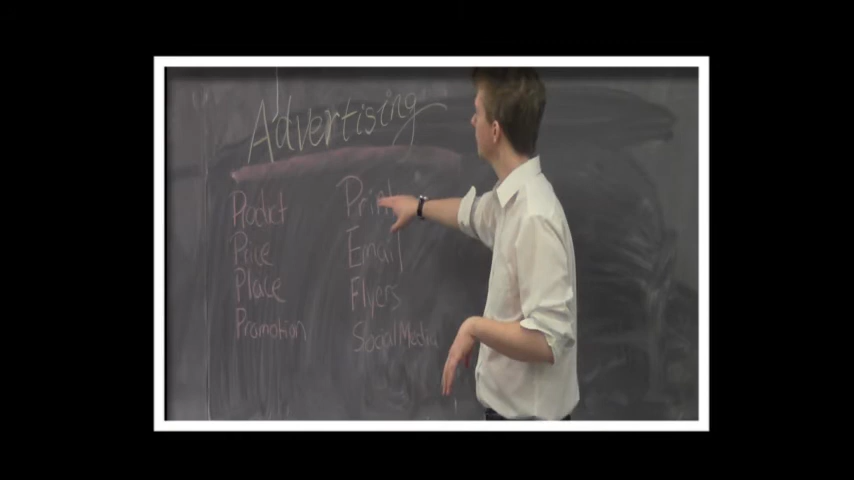 Advertising
Product
Price
Place
Promotion
Print
Email
Flyers
Social Media